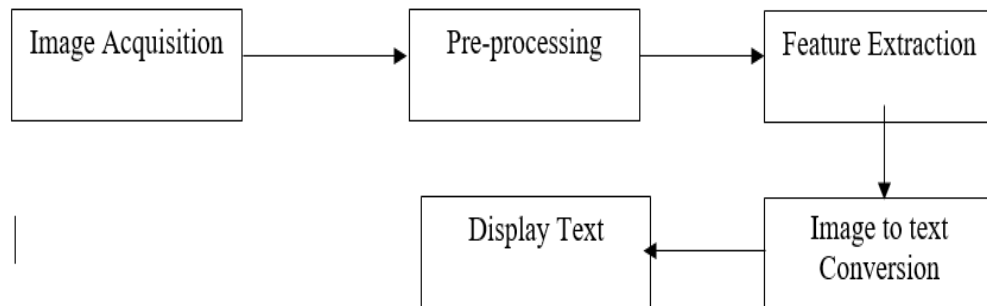 Image Acquisition
Pre-processing
Feature Extraction
Display Text
Image to text
Conversion